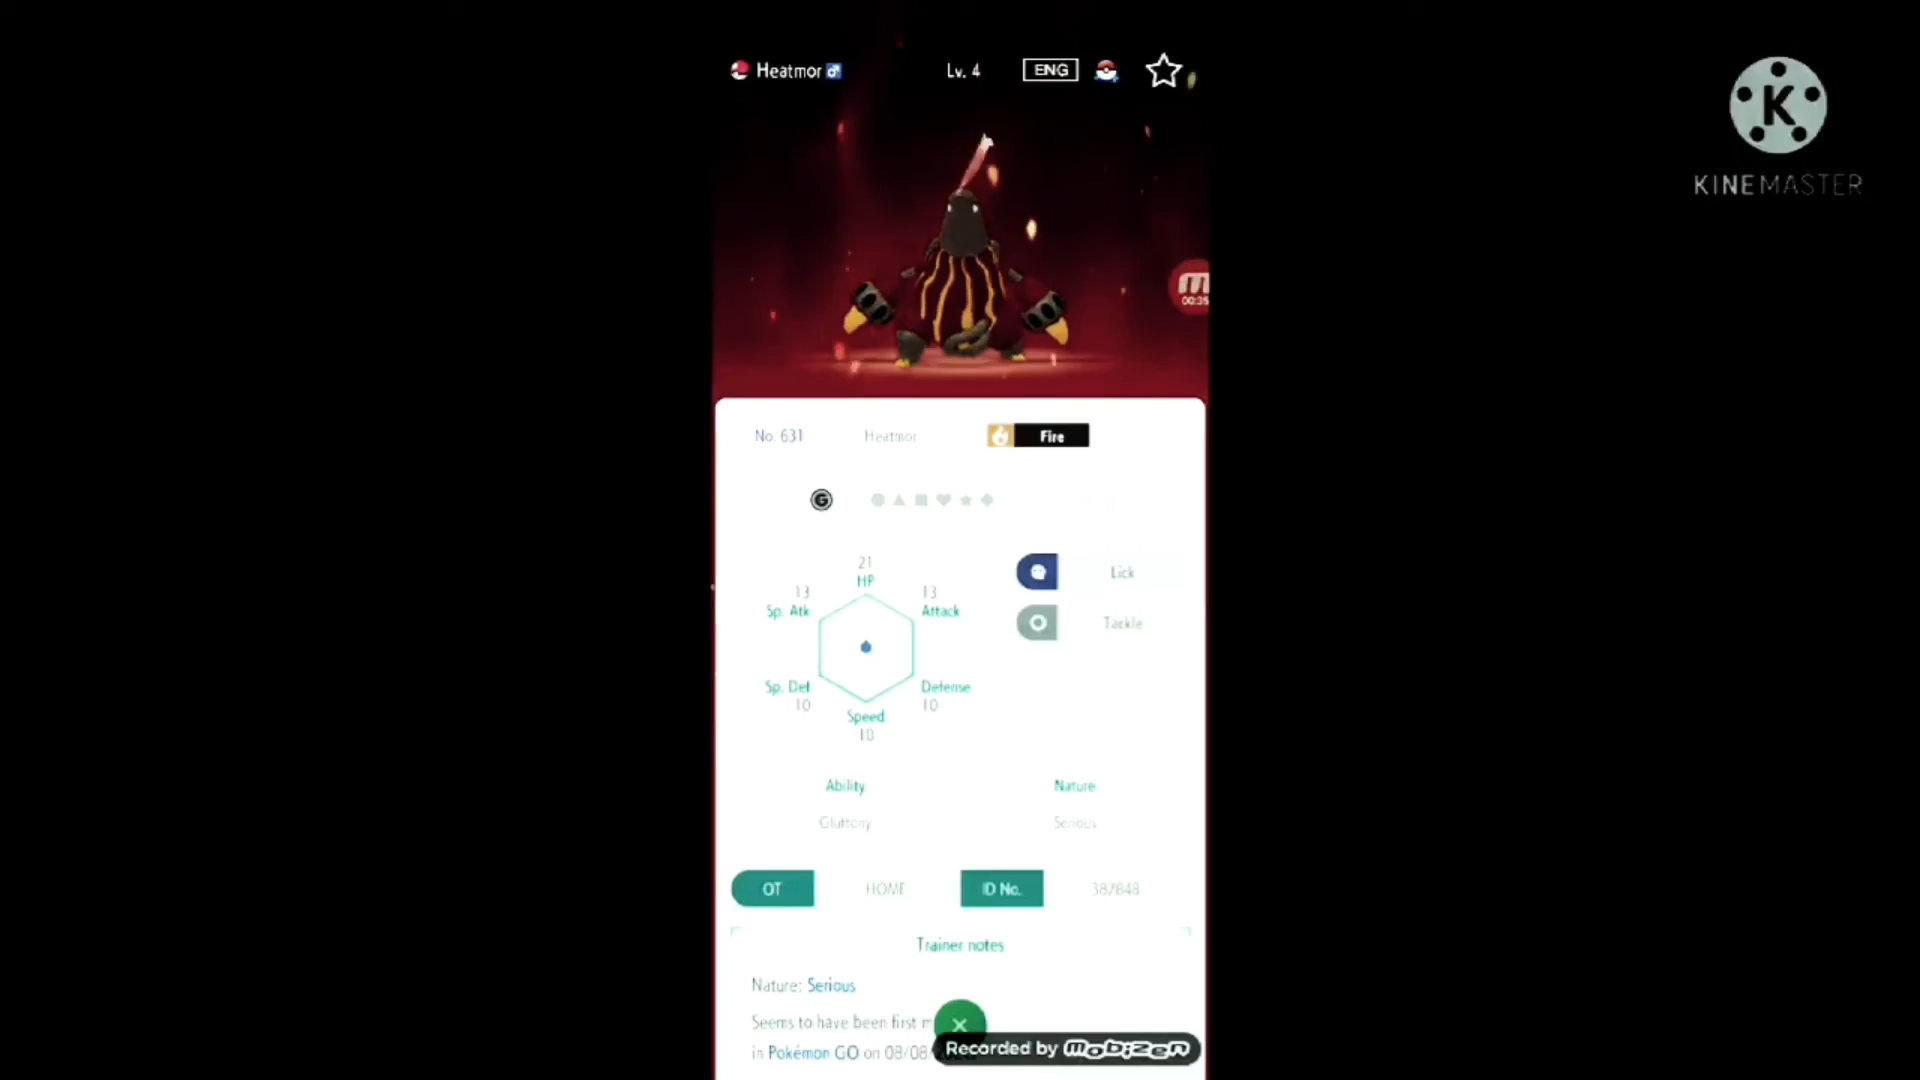 Heatmor Lv. 4 ENG
K
KINEMASTER
00:35
No. 631 Heatmor Fire
G
21
HP
13 13
Sp. Atk Attack
Lick
Tackle
Sp. Def Defense
10 10
Speed
10
Ability Nature
Gluttony Serious
OT HOME ID No. 387848
Trainer notes
Nature: Serious
Seems to have been first
in Pokémon GO on 08/08
Recorded by mobizen